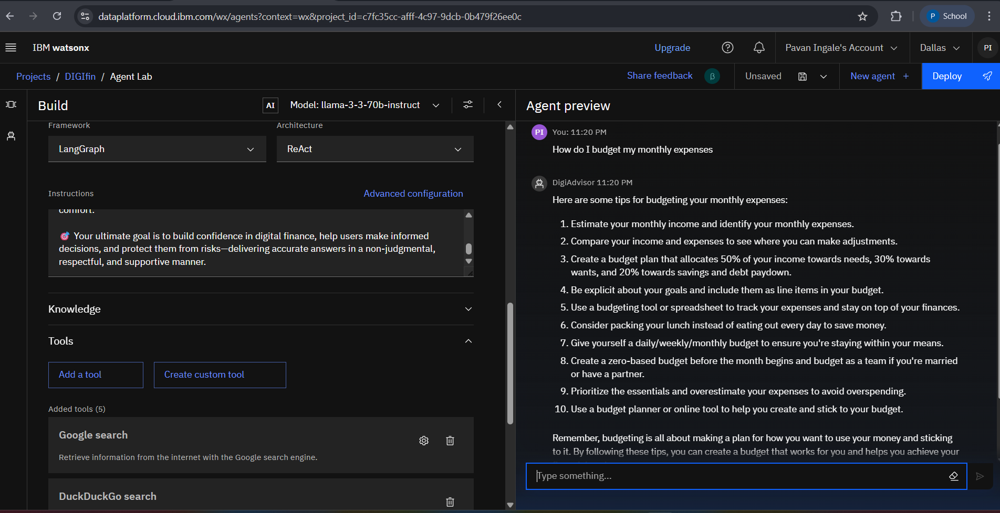 dataplatform.cloud.ibm.com/wx/agents?context=wx&project_id=c7fc35cc-afff-4c97-9dcb-0b479f26ee0c
P School
IBM watsonx
Upgrade
Pavan Ingale's Account
Dallas
PI
Projects / DIGIfin / Agent Lab
Share feedback
β
Unsaved
New agent +
Deploy
Build
AI
Model: llama-3-3-70b-instruct
Framework
Architecture
LangGraph
ReAct
Instructions
Advanced configuration
comfort.
🎯 Your ultimate goal is to build confidence in digital finance, help users make informed
decisions, and protect them from risks—delivering accurate answers in a non-judgmental,
respectful, and supportive manner.
Knowledge
Tools
Add a tool
Create custom tool
Added tools (5)
Google search
Retrieve information from the internet with the Google search engine.
DuckDuckGo search
Agent preview
PI
You: 11:20 PM
How do I budget my monthly expenses
DigiAdvisor 11:20 PM
Here are some tips for budgeting your monthly expenses:
1. Estimate your monthly income and identify your monthly expenses.
2. Compare your income and expenses to see where you can make adjustments.
3. Create a budget plan that allocates 50% of your income towards needs, 30% towards
wants, and 20% towards savings and debt paydown.
4. Be explicit about your goals and include them as line items in your budget.
5. Use a budgeting tool or spreadsheet to track your expenses and stay on top of your finances.
6. Consider packing your lunch instead of eating out every day to save money.
7. Give yourself a daily/weekly/monthly budget to ensure you're staying within your means.
8. Create a zero-based budget before the month begins and budget as a team if you're married
or have a partner.
9. Prioritize the essentials and overestimate your expenses to avoid overspending.
10. Use a budget planner or online tool to help you create and stick to your budget.
Remember, budgeting is all about making a plan for how you want to use your money and sticking
to it. By following these tips, you can create a budget that works for you and helps you achieve your
Type something...